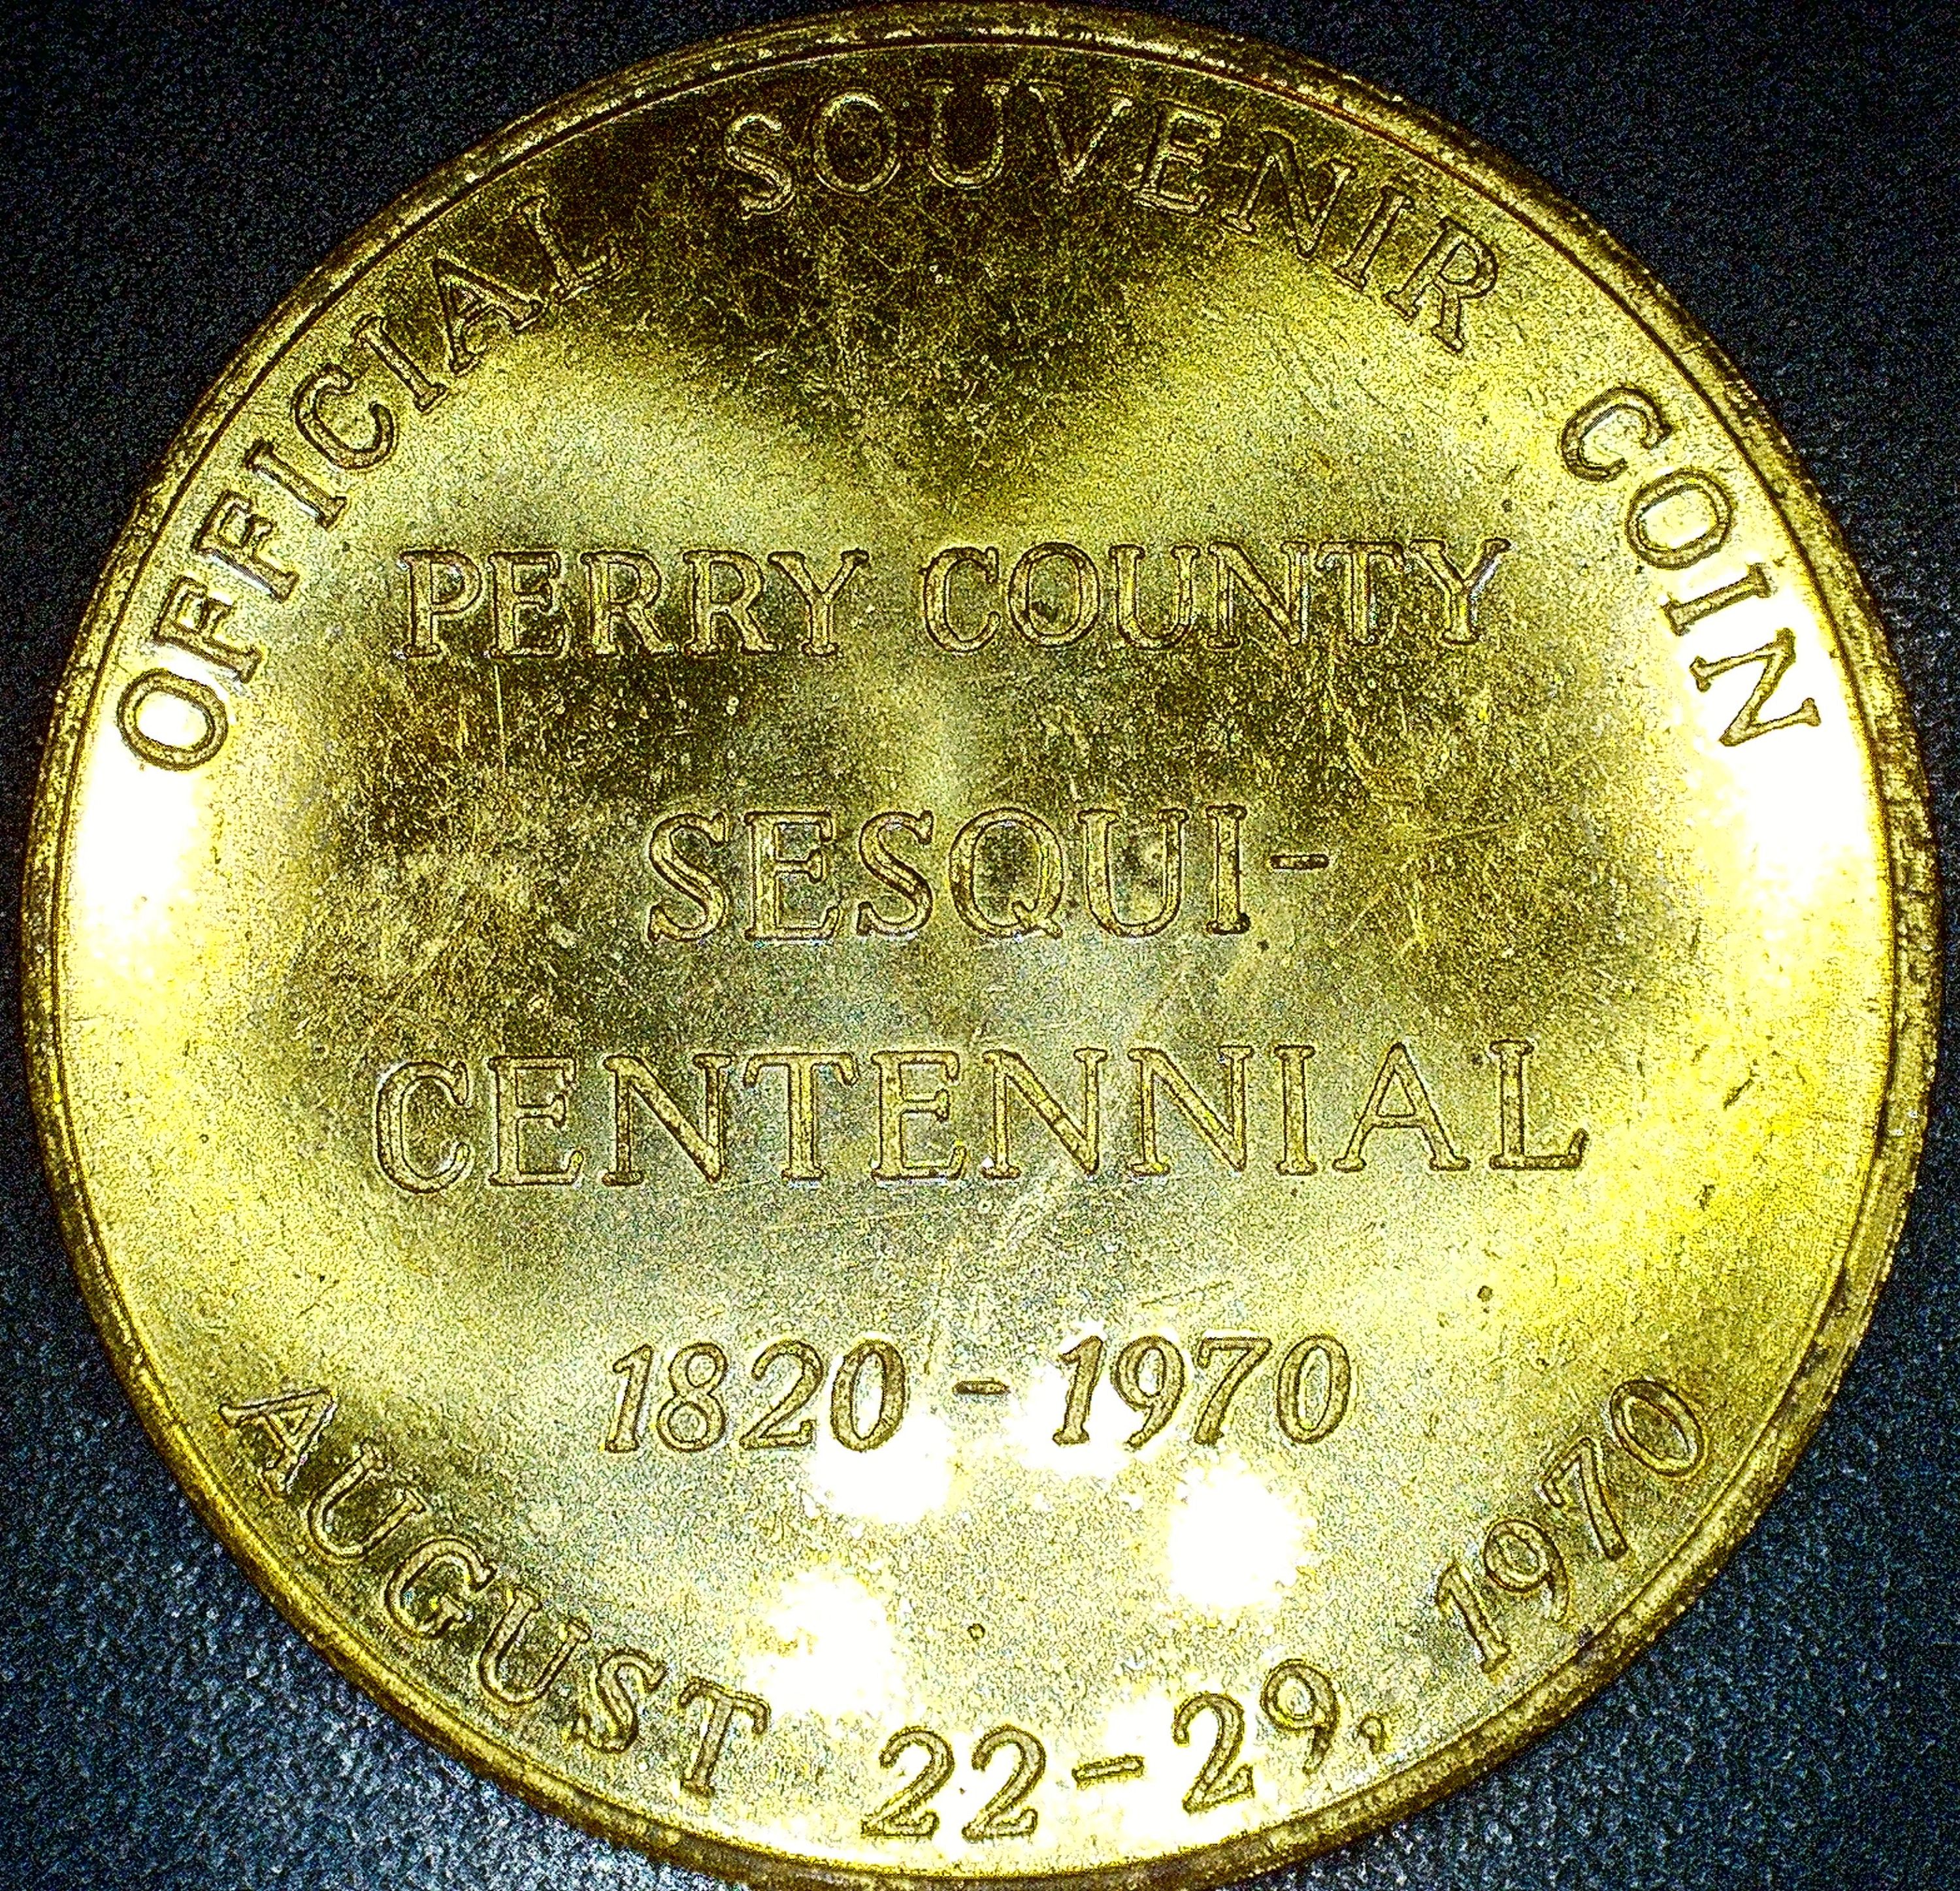 OFFICIAL SOUVENIR COIN
PERRY COUNTY
SESQUI-
CENTENNIAL
1820 - 1970
AUGUST 22-29, 1970